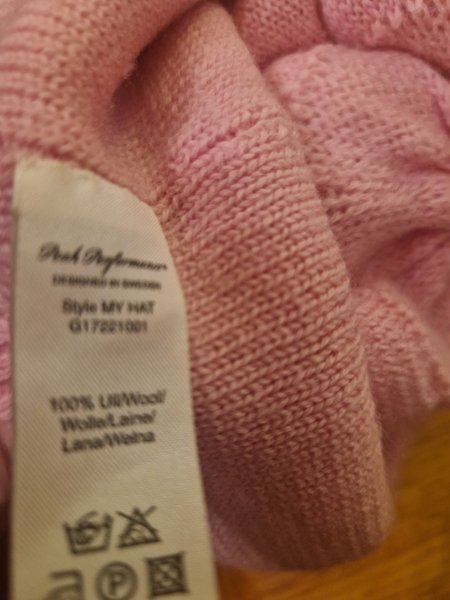 Peak Performance
DESIGNED IN SWEDEN
Style MY HAT
G17221001
100% Ull/Wool/
Wolle/Laine/
Lana/Wełna
P